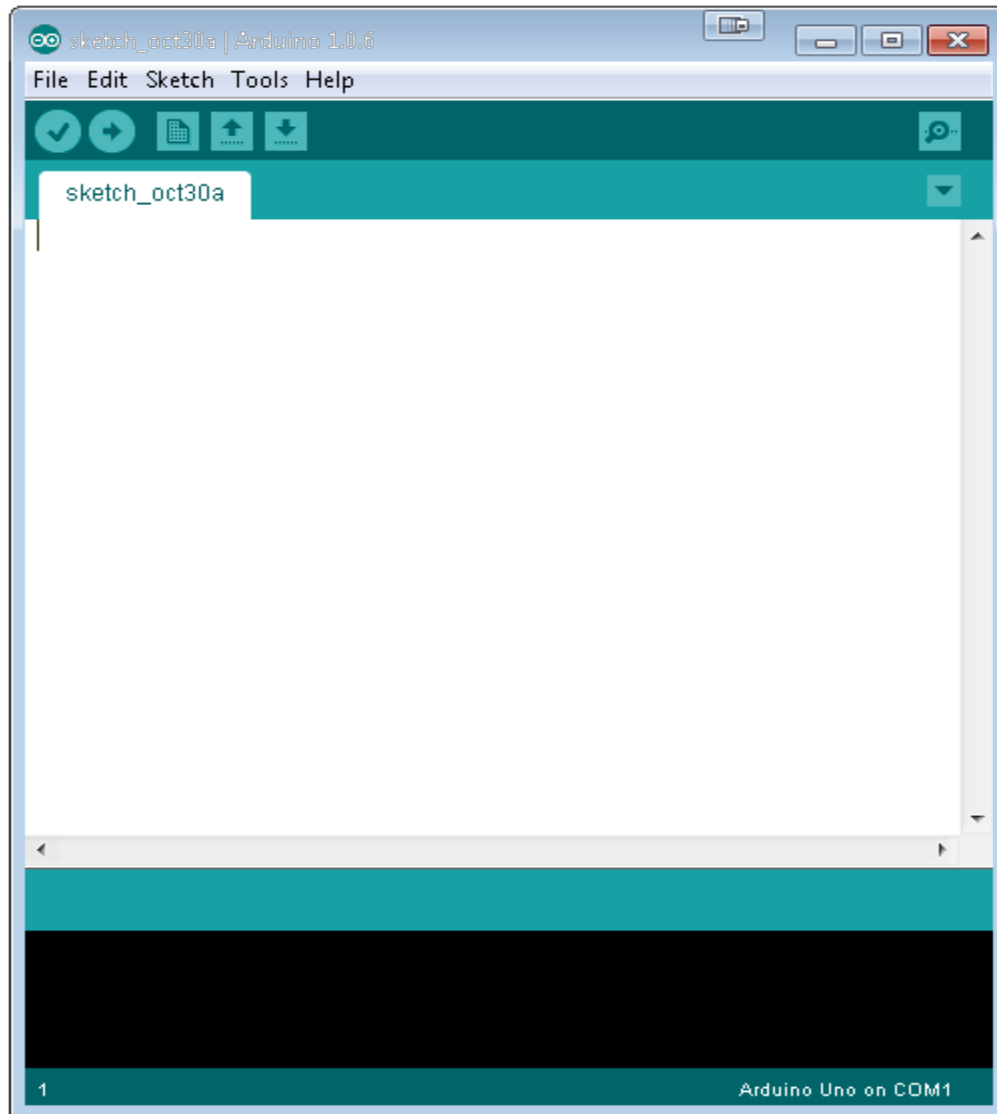 sketch_oct30a | Arduino 1.0.6
File Edit Sketch Tools Help
sketch_oct30a
1 Arduino Uno on COM1